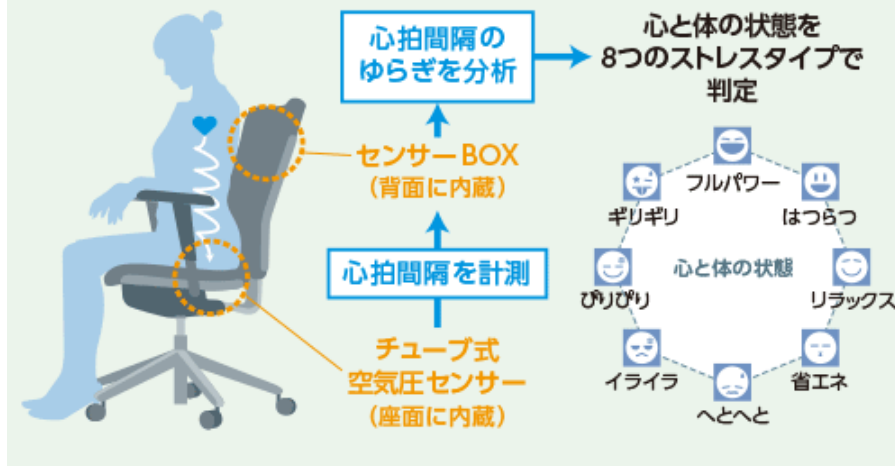 心拍間隔の
ゆらぎを分析
心と体の状態を
8つのストレスタイプで
判定
センサーBOX
(背面に内蔵)
心拍間隔を計測
チューブ式
空気圧センサー
(座面に内蔵)
フルパワー
ギリギリ
はつらつ
心と体の状態
ぴりぴり
リラックス
イライラ
省エネ
へとへと